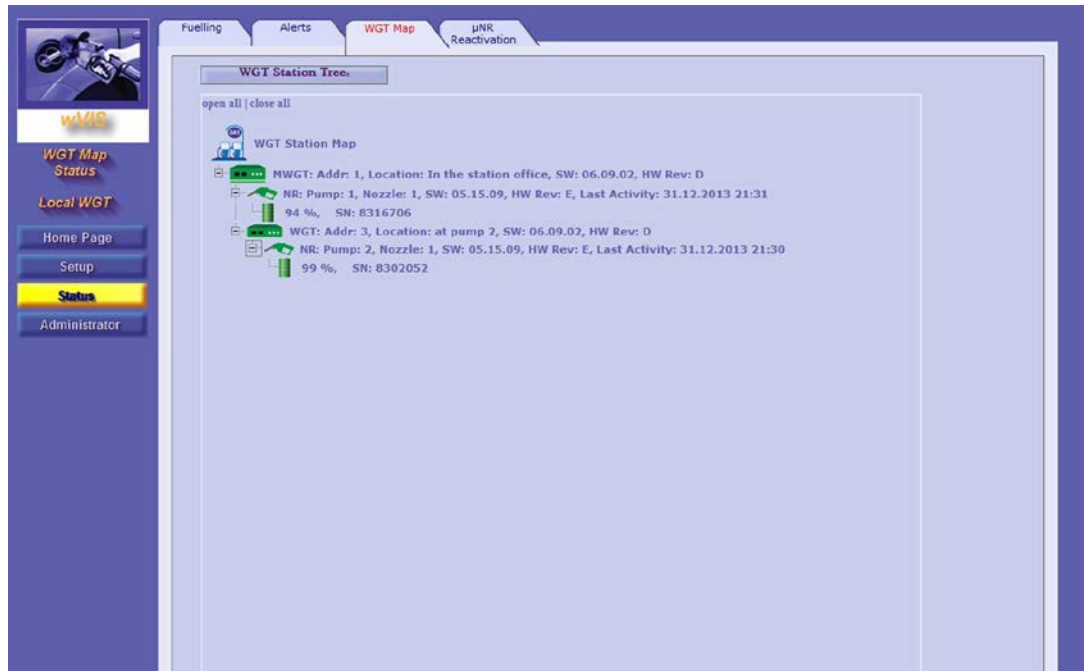 Fuelling
Alerts
WGT Map
µNR
Reactivation
WGT Station Tree:
open all | close all
wVIS
WGT Map
Status
Local WGT
Home Page
Setup
Status
Administrator
WGT Station Map
MWGT: Addr: 1, Location: In the station office, SW: 06.09.02, HW Rev: D
NR: Pump: 1, Nozzle: 1, SW: 05.15.09, HW Rev: E, Last Activity: 31.12.2013 21:31
94 %, SN: 8316706
WGT: Addr: 3, Location: at pump 2, SW: 06.09.02, HW Rev: D
NR: Pump: 2, Nozzle: 1, SW: 05.15.09, HW Rev: E, Last Activity: 31.12.2013 21:30
99 %, SN: 8302052